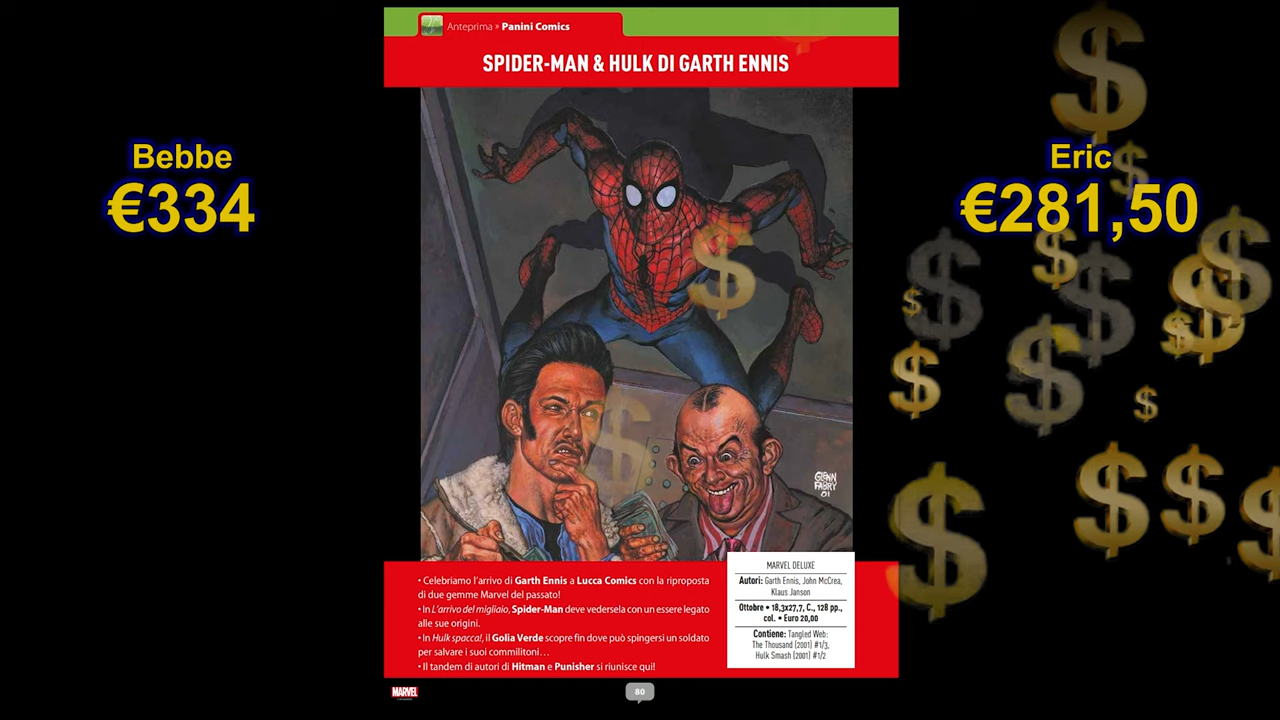 Anteprima » Panini Comics
SPIDER-MAN & HULK DI GARTH ENNIS
Bebbe
€334
Eric
€281,50
GLENN
FABRY
01
• Celebriamo l'arrivo di Garth Ennis a Lucca Comics con la riproposta
di due gemme Marvel del passato!
• In L'arrivo del migliaio, Spider-Man deve vedersela con un essere legato
alle sue origini.
• In Hulk spacca!, il Golia Verde scopre fin dove può spingersi un soldato
per salvare i suoi commilitoni…
• Il tandem di autori di Hitman e Punisher si riunisce qui!
MARVEL DELUXE
Autori: Garth Ennis, John McCrea,
Klaus Janson
Ottobre • 18,3x27,7, C., 128 pp.,
col. • Euro 20,00
Contiene: Tangled Web:
The Thousand (2001) #1/3,
Hulk Smash (2001) #1/2
MARVEL
80